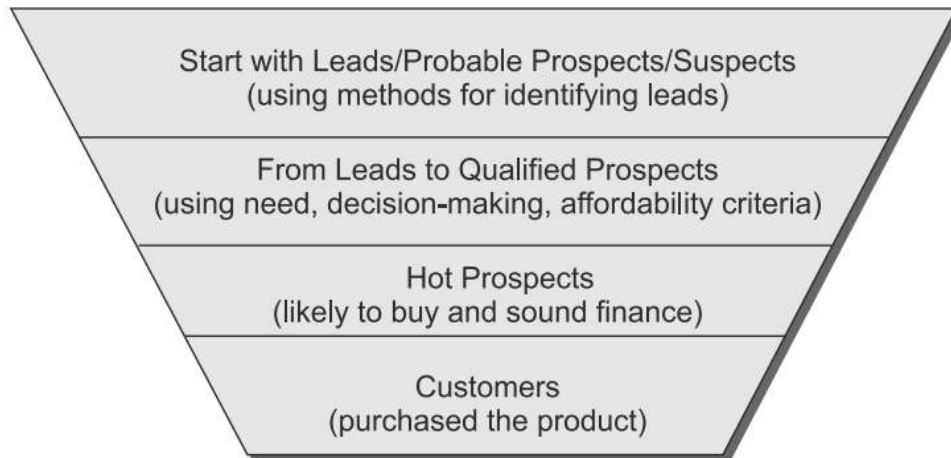 Start with Leads/Probable Prospects/Suspects
(using methods for identifying leads)
From Leads to Qualified Prospects
(using need, decision-making, affordability criteria)
Hot Prospects
(likely to buy and sound finance)
Customers
(purchased the product)